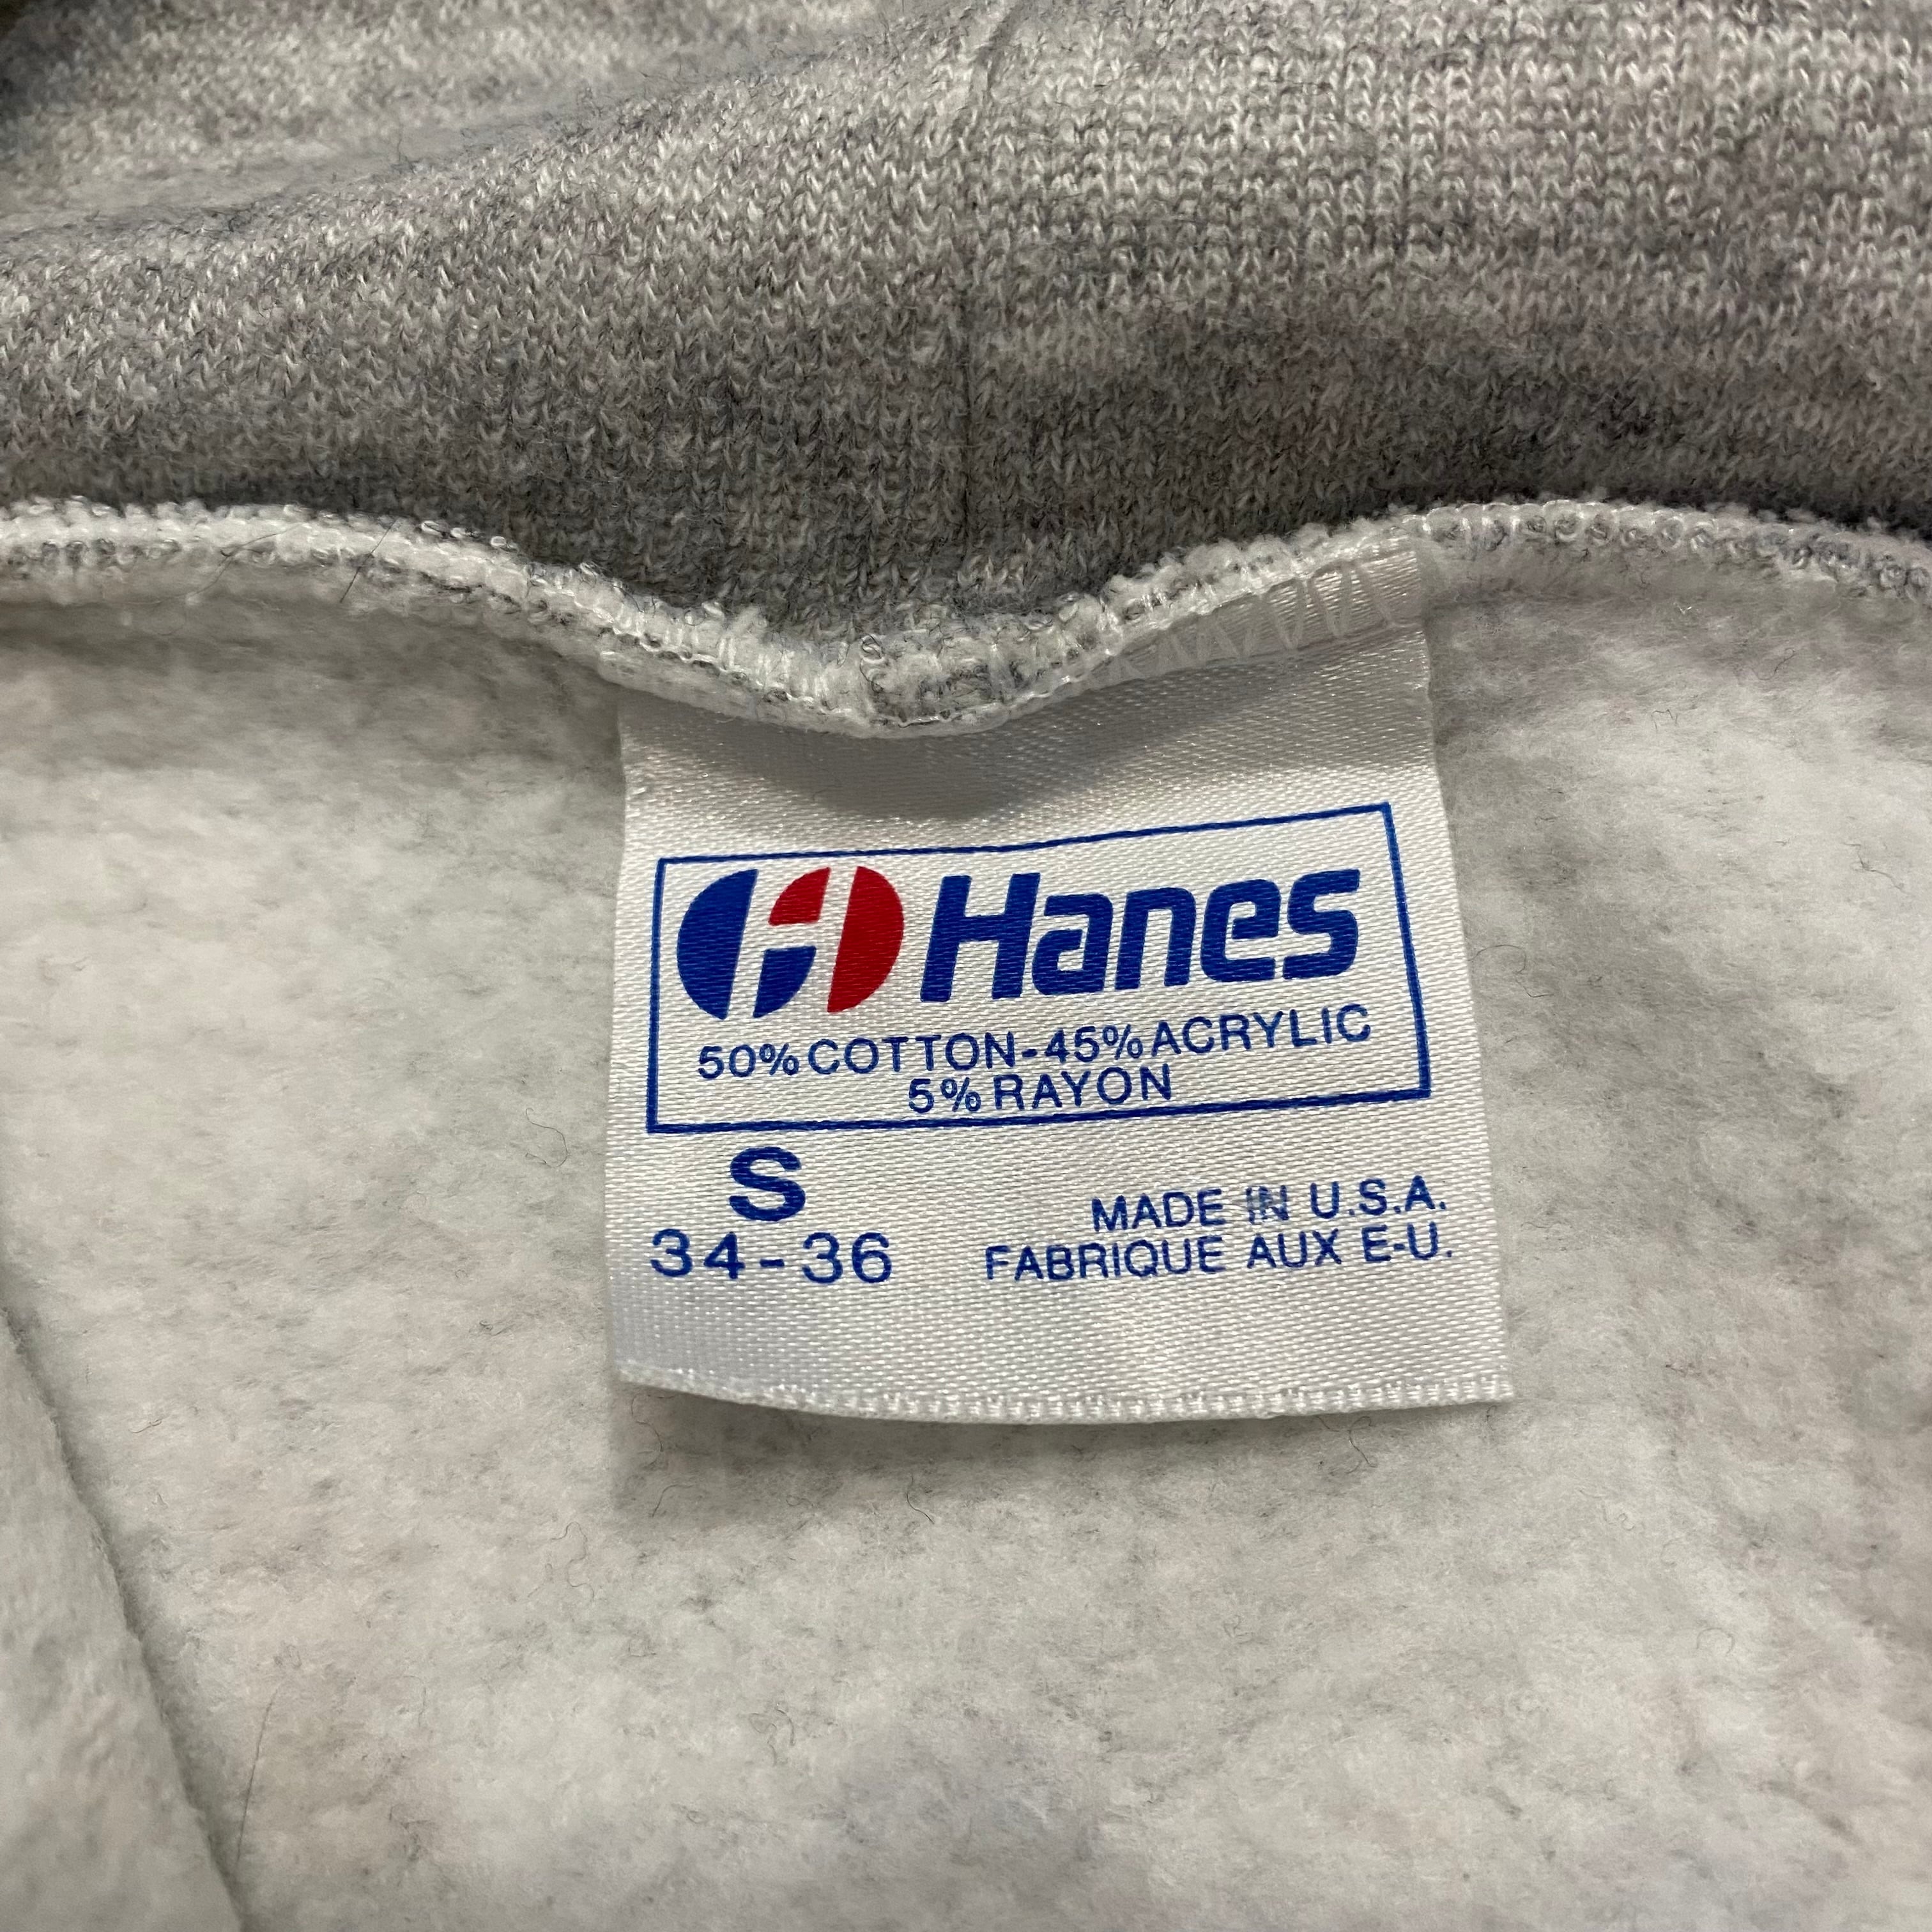 Hanes
50% COTTON-45% ACRYLIC
5% RAYON
S
34-36
MADE IN U.S.A.
FABRIQUE AUX E-U.